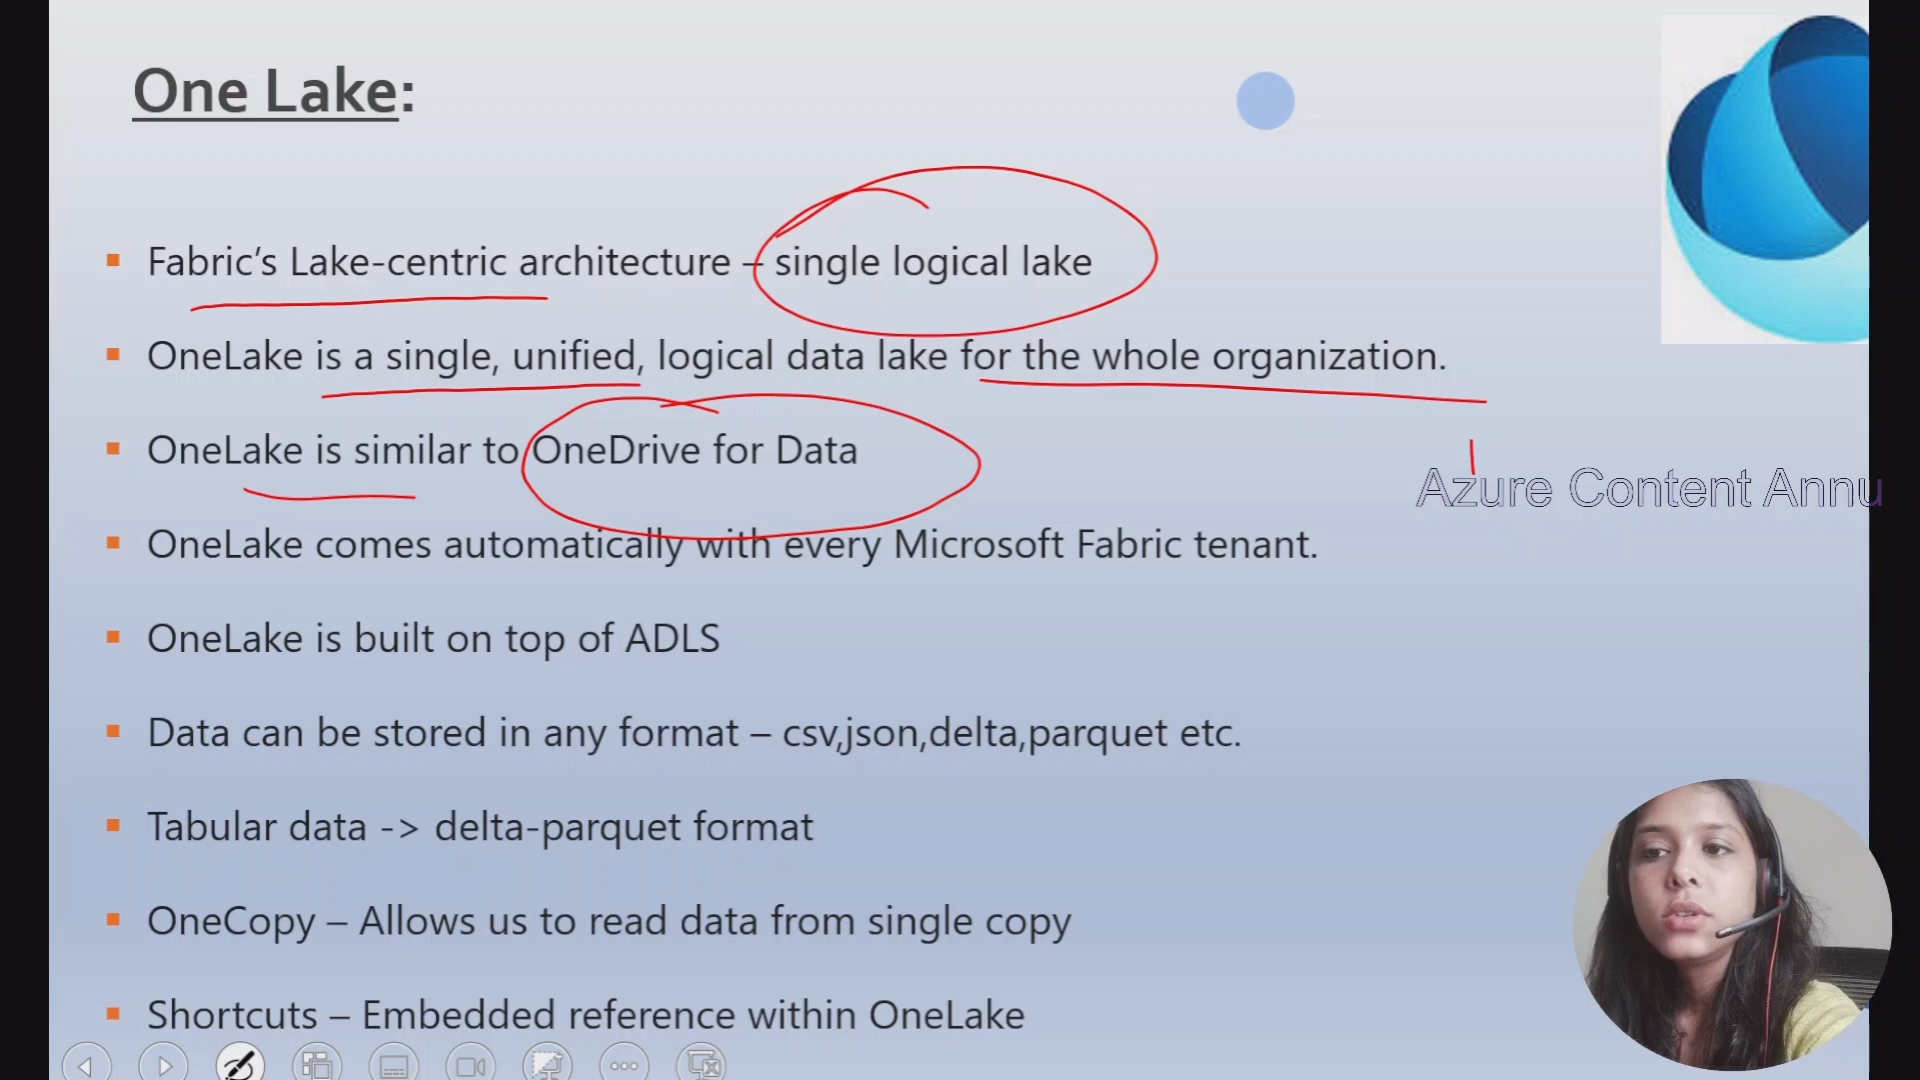 One Lake:
Fabric's Lake-centric architecture – single logical lake
OneLake is a single, unified, logical data lake for the whole organization.
OneLake is similar to OneDrive for Data
Azure Content Annu
OneLake comes automatically with every Microsoft Fabric tenant.
OneLake is built on top of ADLS
Data can be stored in any format – csv,json,delta,parquet etc.
Tabular data -> delta-parquet format
OneCopy – Allows us to read data from single copy
Shortcuts – Embedded reference within OneLake